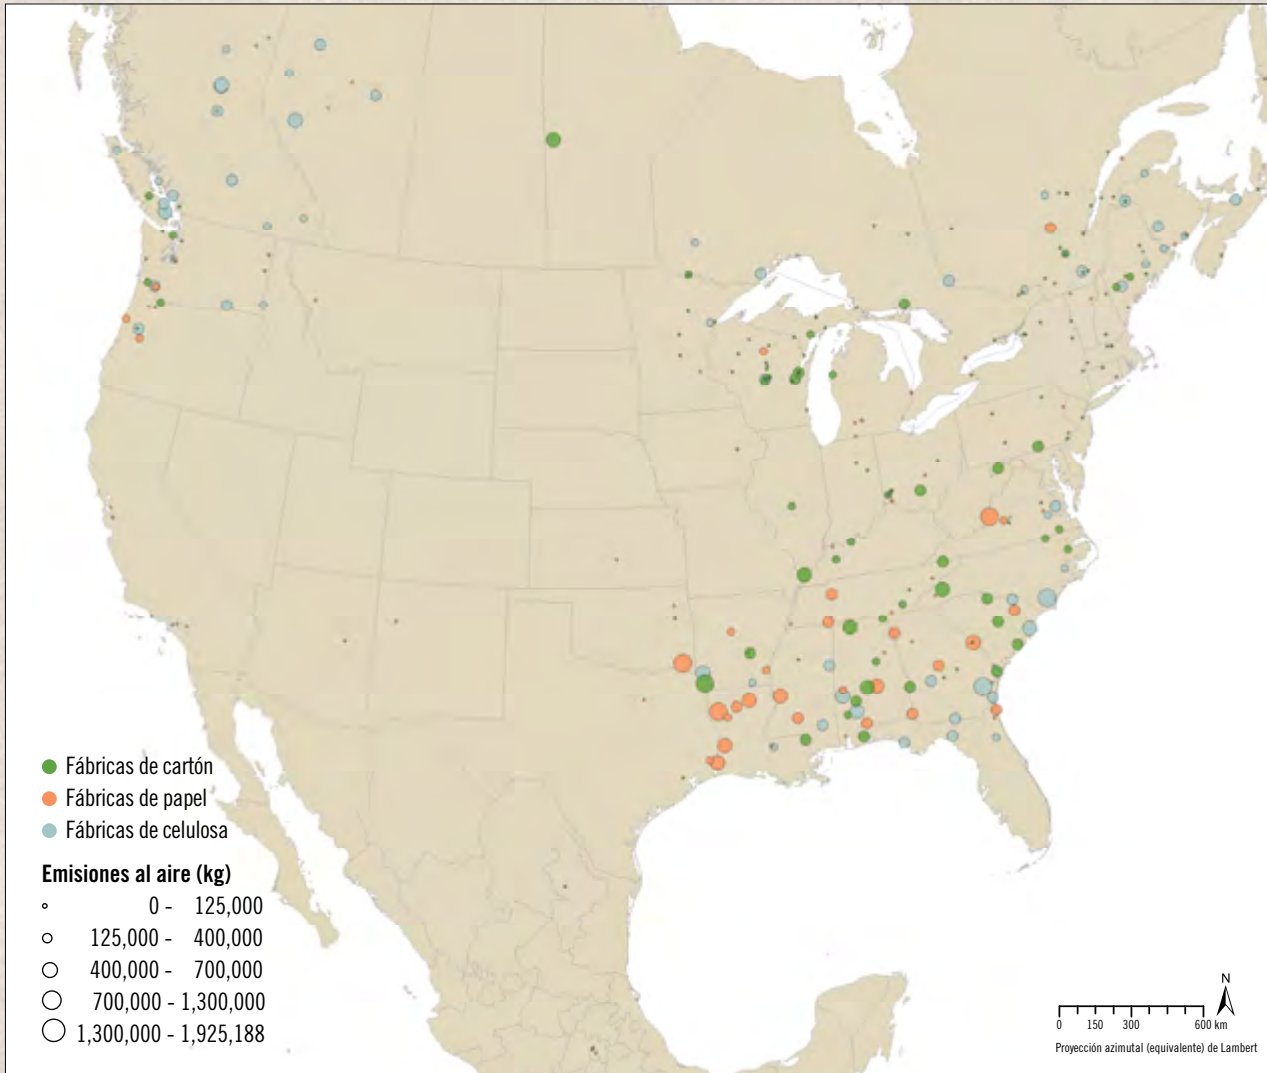 Fábricas de cartón
Fábricas de papel
Fábricas de celulosa
Emisiones al aire (kg)
0 - 125,000
125,000 - 400,000
400,000 - 700,000
700,000 - 1,300,000
1,300,000 - 1,925,188
N
0 150 300 600 km
Proyección azimutal (equivalente) de Lambert